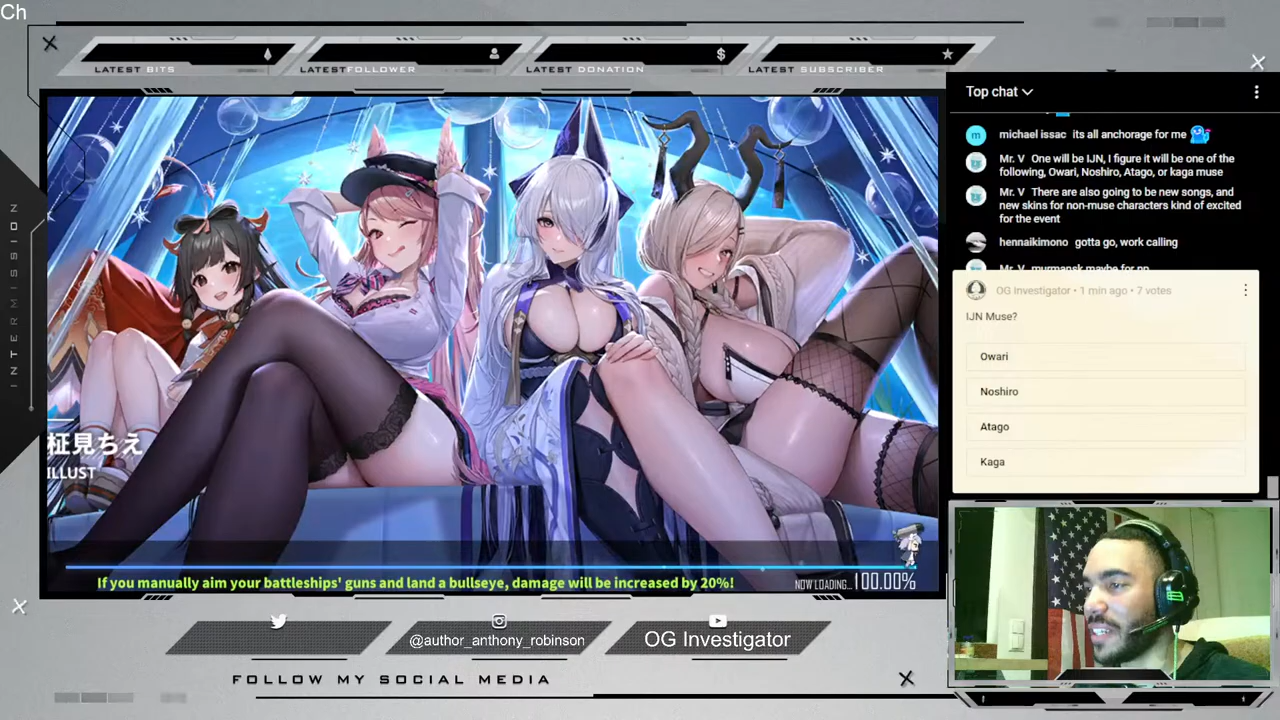 Ch
LATEST BITS
LATEST FOLLOWER
LATEST DONATION
$
LATEST SUBSCRIBER
INTERMISSION
Top chat
m
michael issac its all anchorage for me
Mr. V One will be IJN, I figure it will be one of the
following, Owari, Noshiro, Atago, or kaga muse
Mr. V There are also going to be new songs, and
new skins for non-muse characters kind of excited
for the event
hennaikimono gotta go, work calling
Mr. V murmansk maybe for np
OG Investigator • 1 min ago • 7 votes
IJN Muse?
Owari
Noshiro
Atago
Kaga
柾見ちえ
ILLUST
If you manually aim your battleships' guns and land a bullseye, damage will be increased by 20%!
NOW LOADING... 100.00%
@author_anthony_robinson
OG Investigator
FOLLOW MY SOCIAL MEDIA